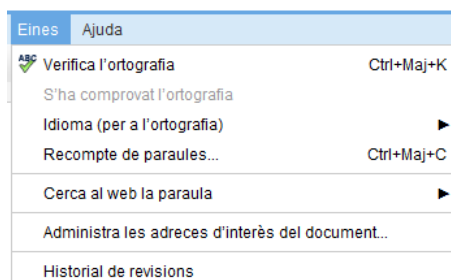 Eines Ajuda
ABC Verifica l'ortografia Ctrl+Maj+K
S'ha comprovat l'ortografia
Idioma (per a l'ortografia)
Recompte de paraules... Ctrl+Maj+C
Cerca al web la paraula
Administra les adreces d'interès del document...
Historial de revisions